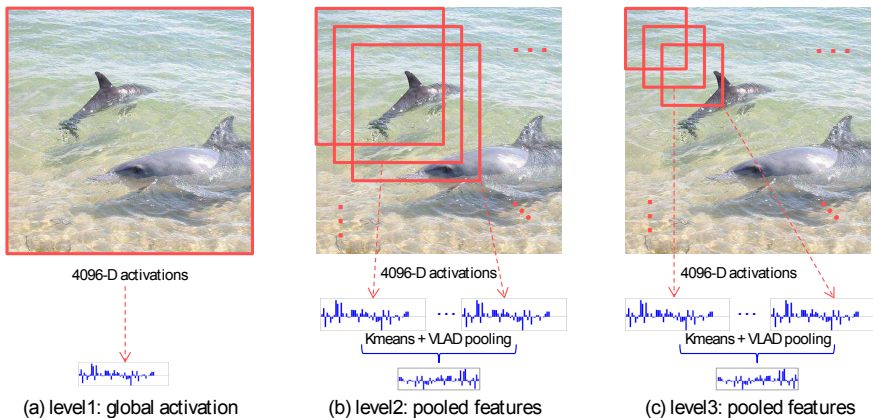 4096-D activations
4096-D activations
4096-D activations
Kmeans + VLAD pooling
Kmeans + VLAD pooling
(a) level1: global activation
(b) level2: pooled features
(c) level3: pooled features